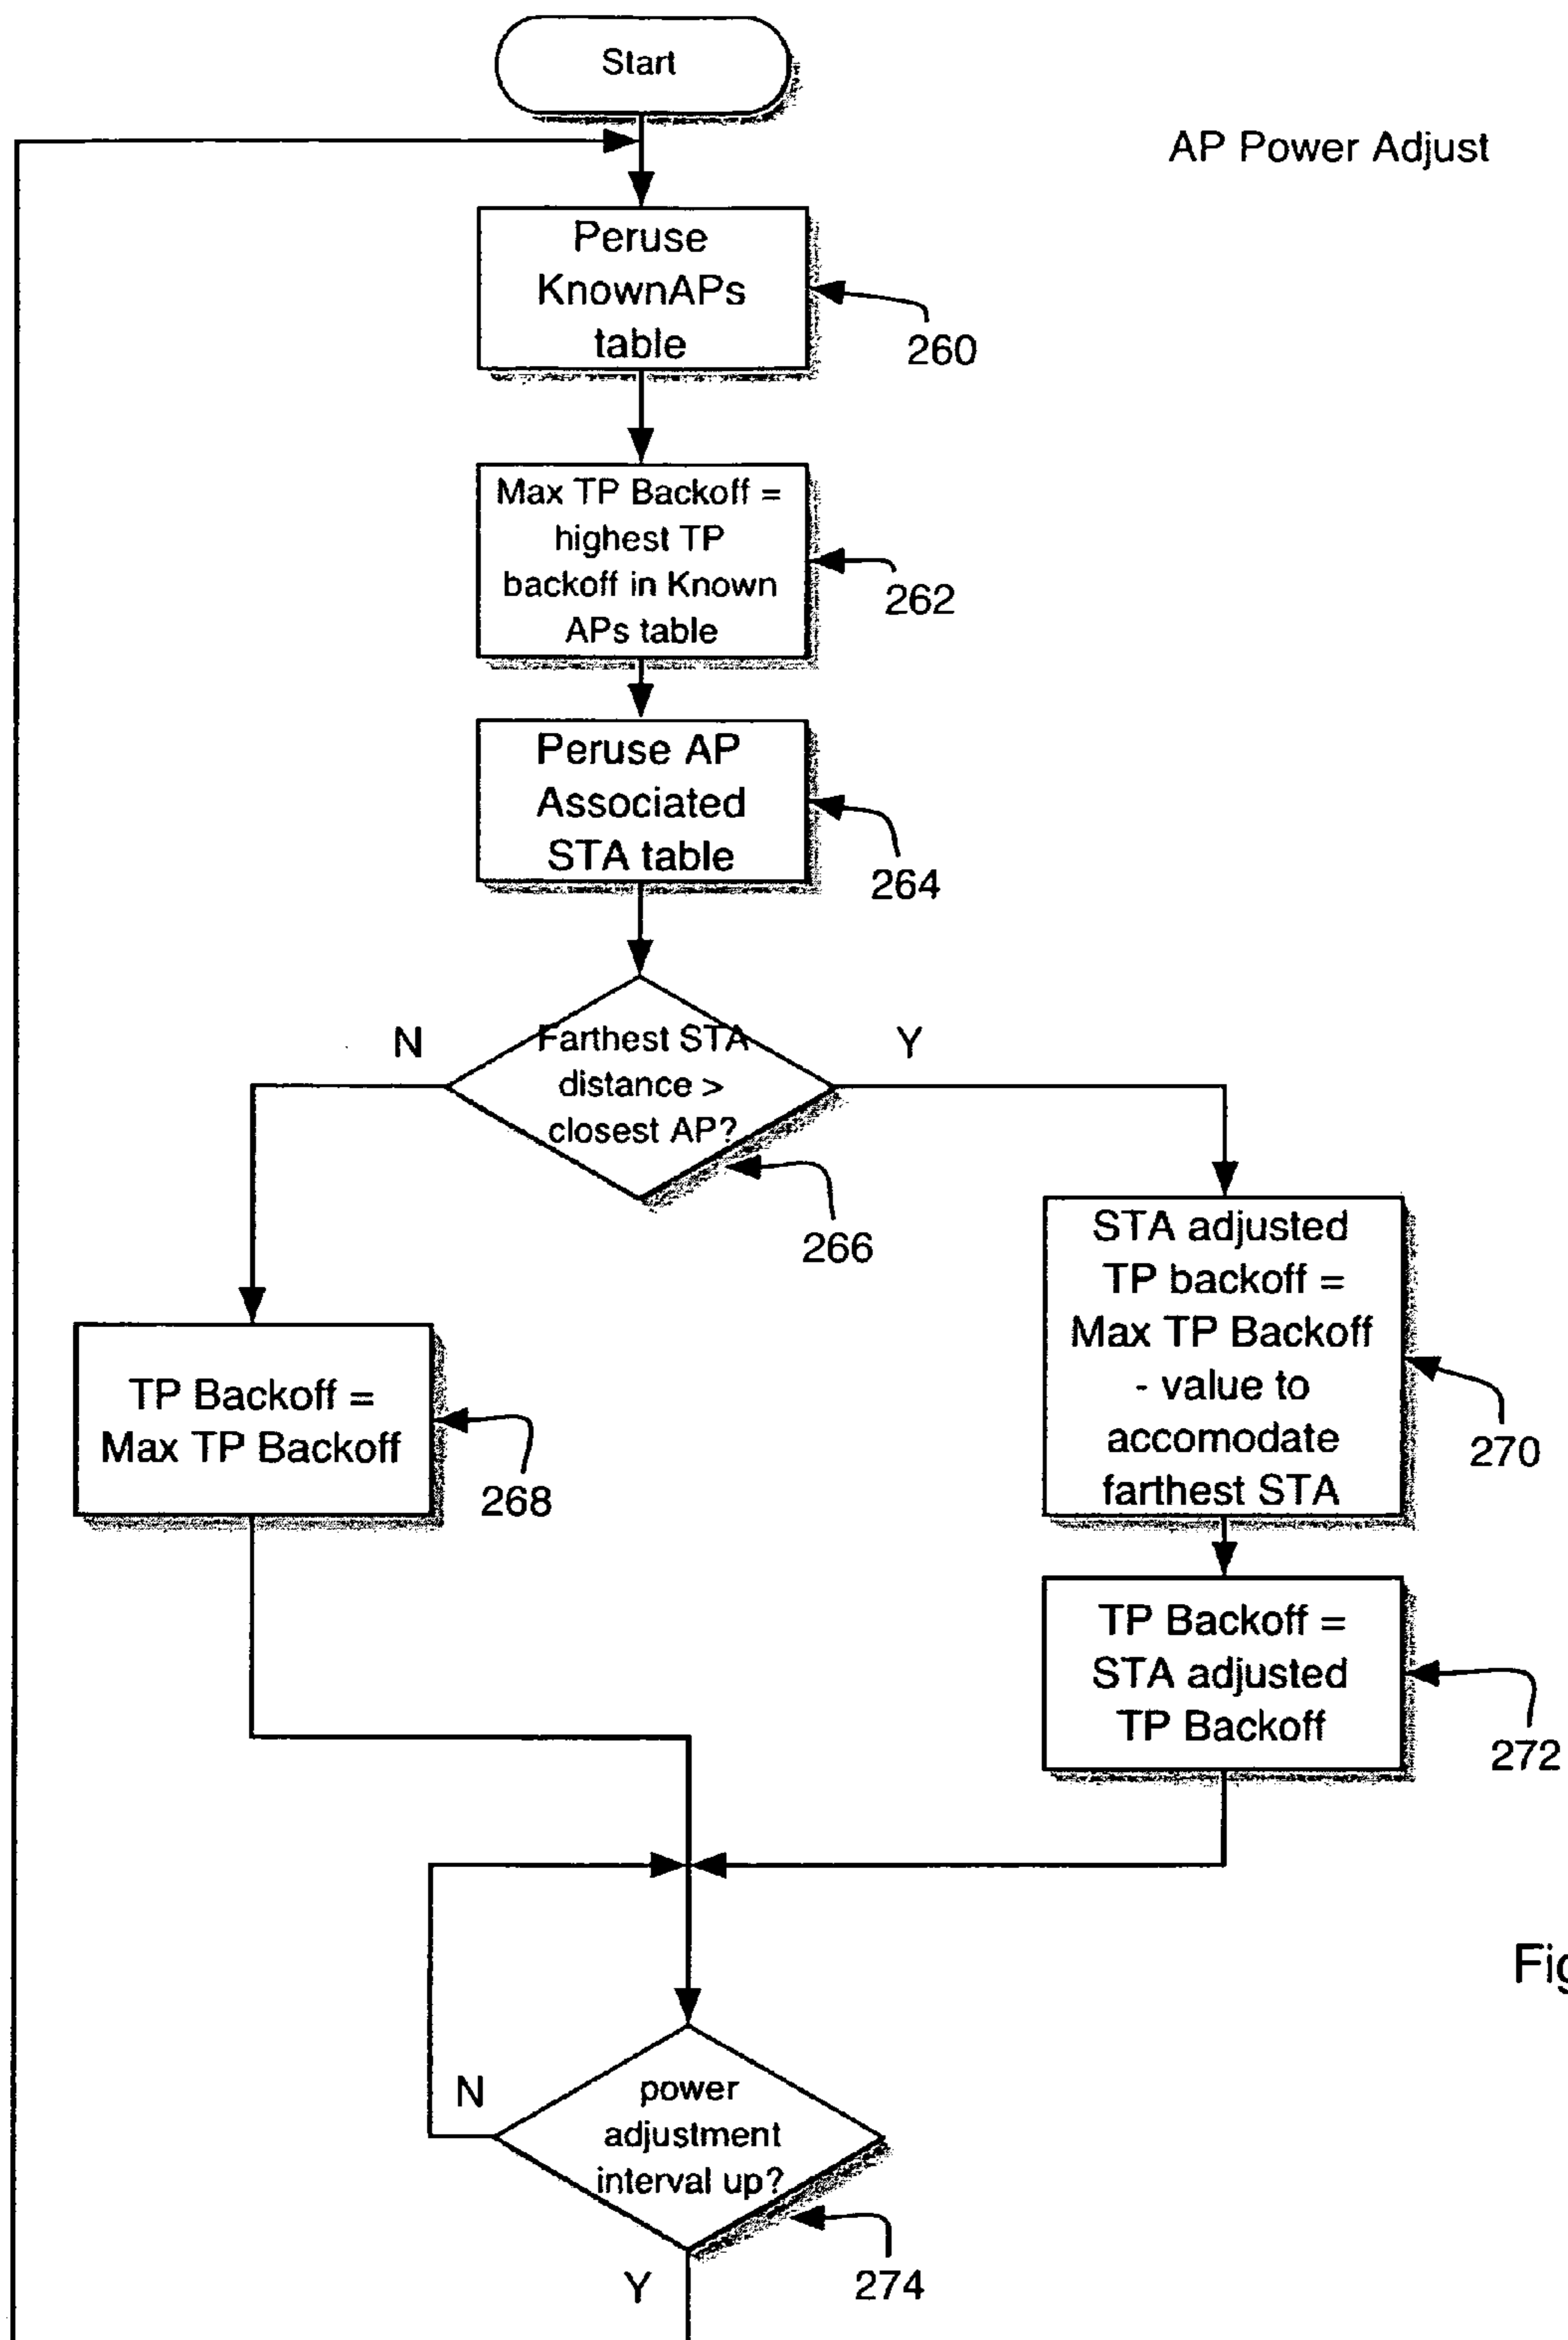 Start
AP Power Adjust
Peruse
KnownAPs
table
260
Max TP Backoff =
highest TP
backoff in Known
APs table
262
Peruse AP
Associated
STA table
264
N
Farthest STA
distance >
closest AP?
Y
266
STA adjusted
TP backoff =
Max TP Backoff
- value to
accomodate
farthest STA
270
TP Backoff =
Max TP Backoff
268
TP Backoff =
STA adjusted
TP Backoff
272
Fig
N
power
adjustment
interval up?
Y
274